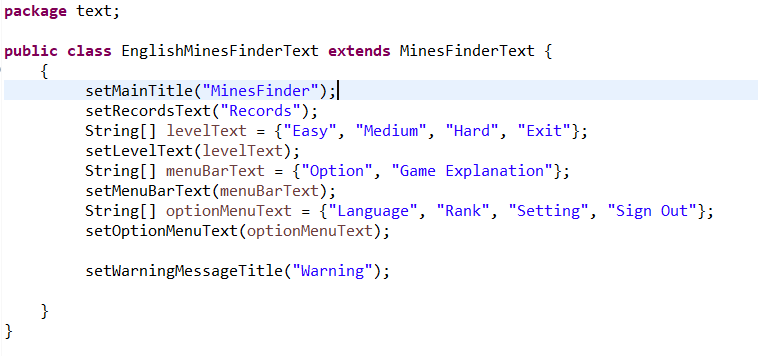 package text;
public class EnglishMinesFinderText extends MinesFinderText {
{
setMainTitle("MinesFinder");
setRecordsText("Records");
String[] levelText = {"Easy", "Medium", "Hard", "Exit"};
setLevelText(levelText);
String[] menuBarText = {"Option", "Game Explanation"};
setMenuBarText(menuBarText);
String[] optionMenuText = {"Language", "Rank", "Setting", "Sign Out"};
setOptionMenuText(optionMenuText);
setWarningMessageTitle("Warning");
}
}